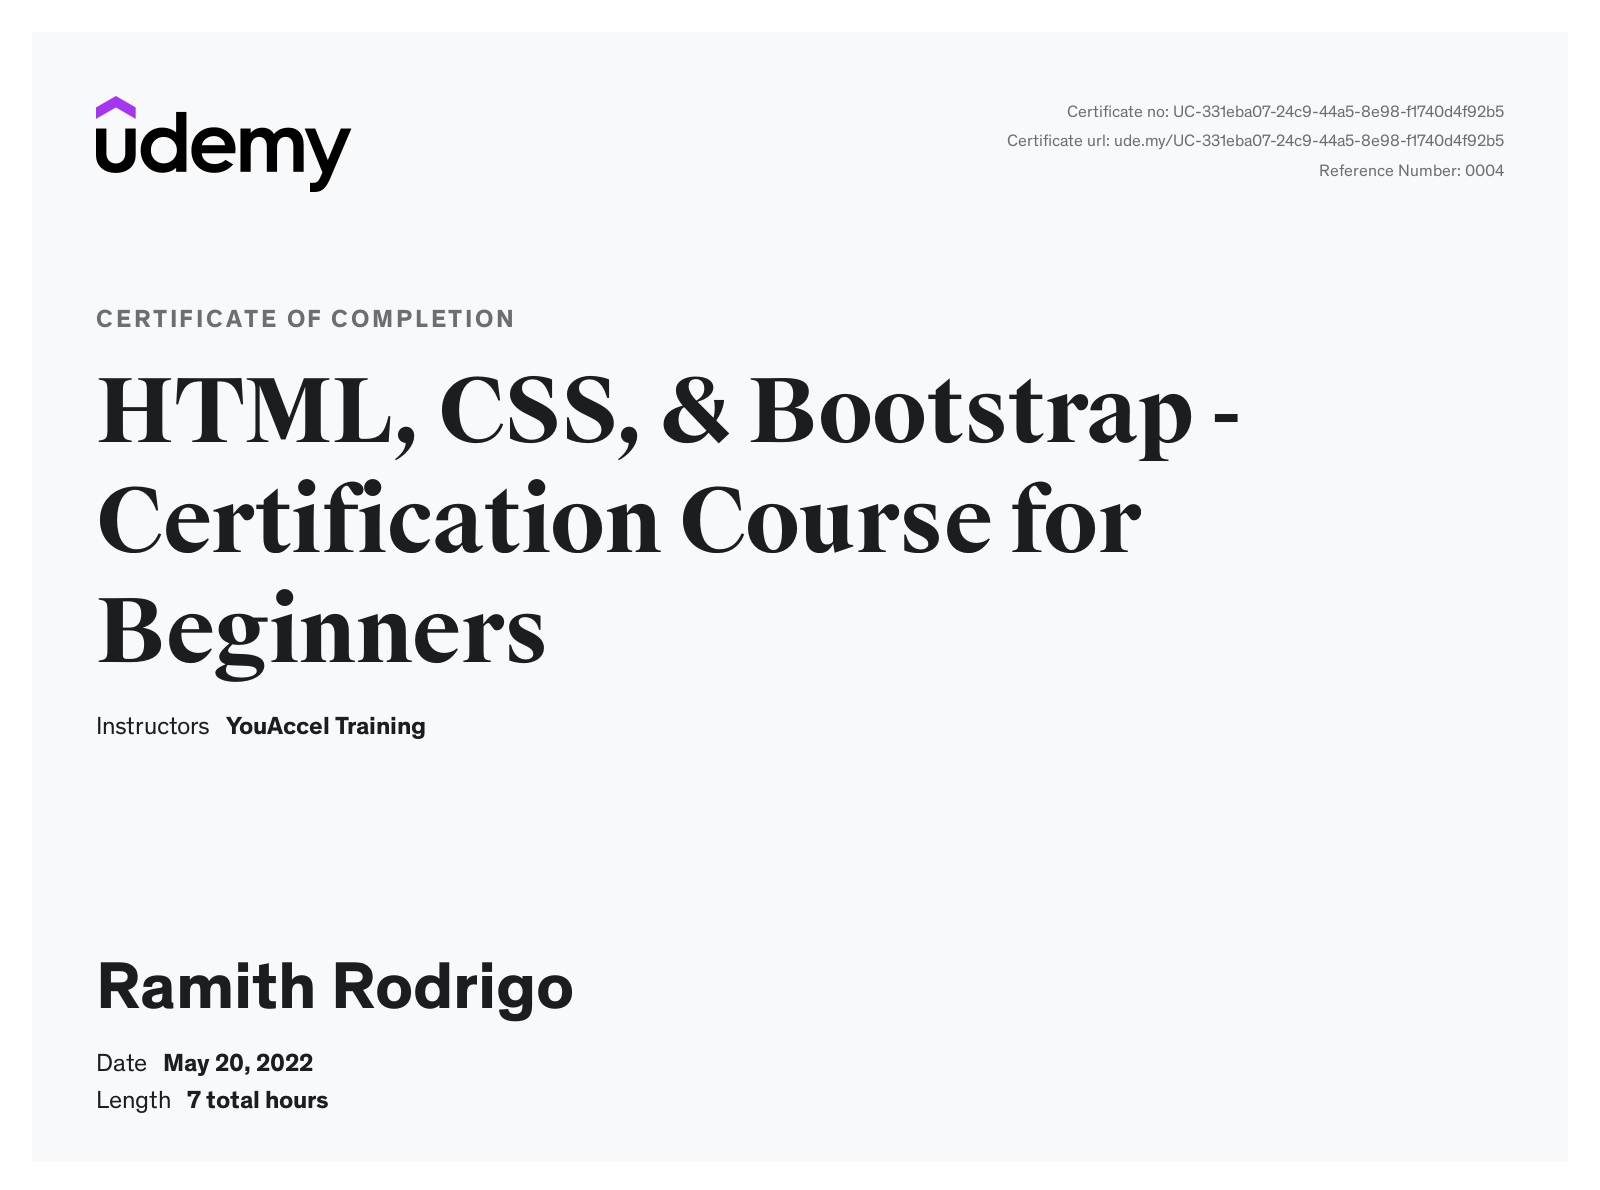 udemy
Certificate no: UC-331eba07-24c9-44a5-8e98-f1740d4f92b5
Certificate url: ude.my/UC-331eba07-24c9-44a5-8e98-f1740d4f92b5
Reference Number: 0004
CERTIFICATE OF COMPLETION
HTML, CSS, & Bootstrap -
Certification Course for
Beginners
Instructors YouAccel Training
Ramith Rodrigo
Date May 20, 2022
Length 7 total hours